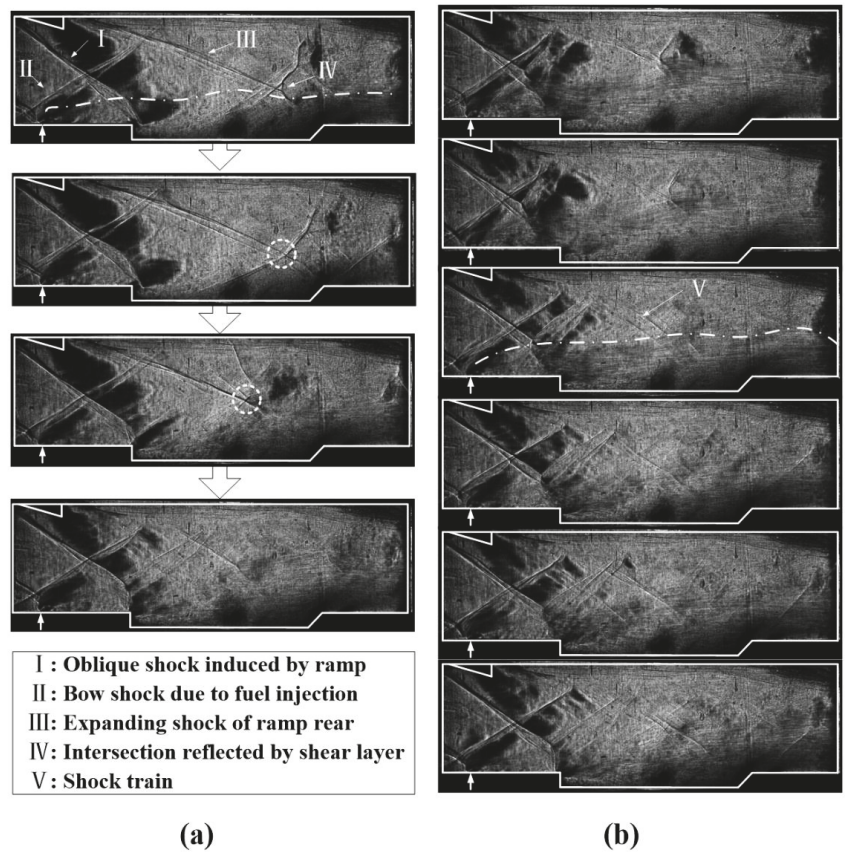 I
II
III
IV
V
Ⅰ : Oblique shock induced by ramp
Ⅱ : Bow shock due to fuel injection
Ⅲ: Expanding shock of ramp rear
Ⅳ: Intersection reflected by shear layer
Ⅴ : Shock train
(a)
(b)